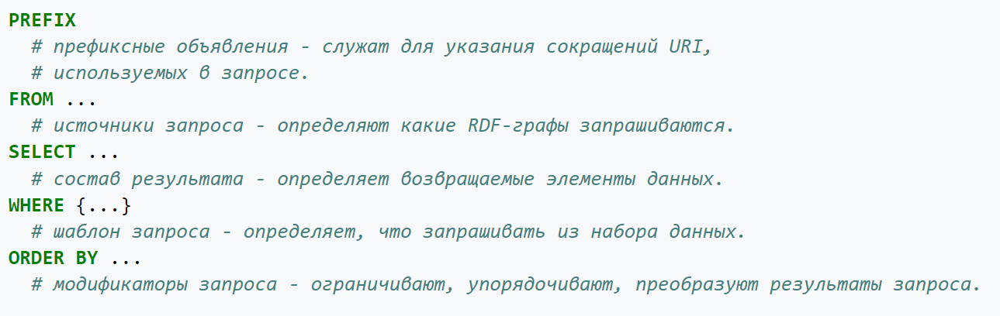 PREFIX
# префиксные объявления - служат для указания сокращений URI,
# используемых в запросе.
FROM ...
# источники запроса - определяют какие RDF-графы запрашиваются.
SELECT ...
# состав результата - определяет возвращаемые элементы данных.
WHERE {...}
# шаблон запроса - определяет, что запрашивать из набора данных.
ORDER BY ...
# модификаторы запроса - ограничивают, упорядочивают, преобразуют результаты запроса.